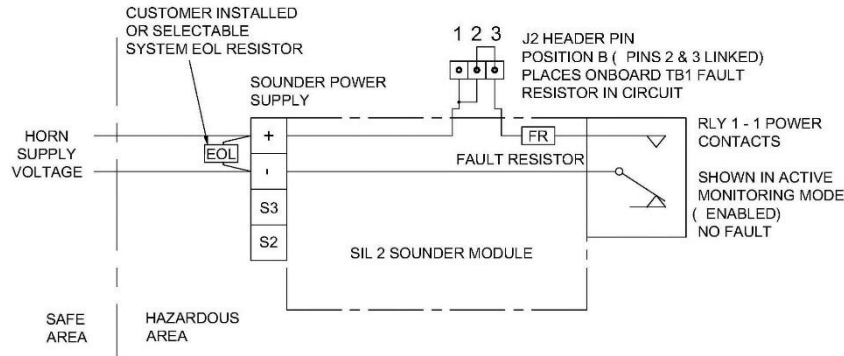 CUSTOMER INSTALLED
OR SELECTABLE
SYSTEM EOL RESISTOR
1 2 3
J2 HEADER PIN
POSITION B ( PINS 2 & 3 LINKED)
PLACES ONBOARD TB1 FAULT
RESISTOR IN CIRCUIT
SOUNDER POWER
SUPPLY
HORN
SUPPLY
VOLTAGE
EOL
+
-
S3
S2
FR
FAULT RESISTOR
RLY 1 - 1 POWER
CONTACTS
SHOWN IN ACTIVE
MONITORING MODE
( ENABLED)
NO FAULT
SIL 2 SOUNDER MODULE
SAFE
AREA
HAZARDOUS
AREA